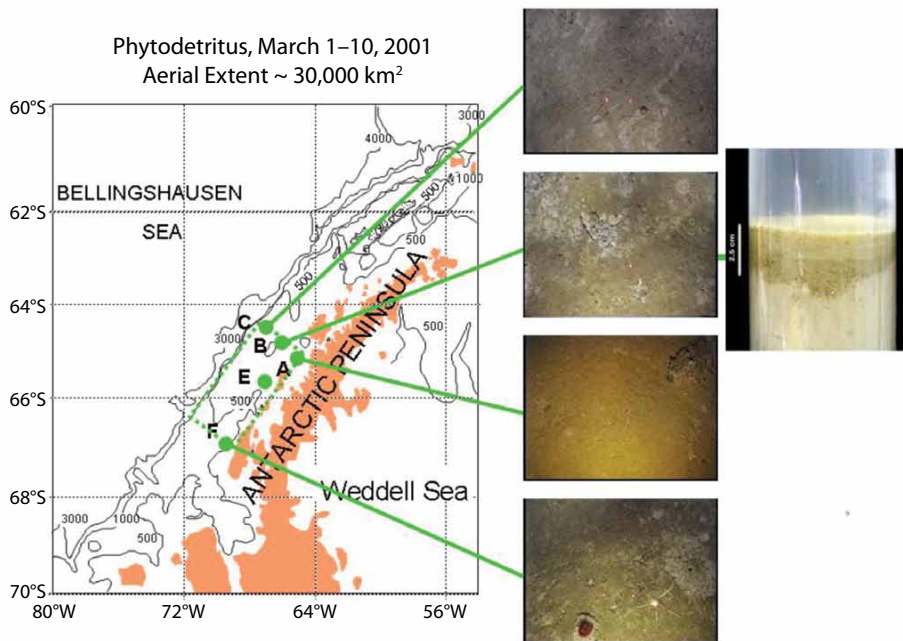 Phytodetritus, March 1–10, 2001
Aerial Extent ~ 30,000 km²
60°S
62°S
64°S
66°S
68°S
70°S
80°W
72°W
64°W
56°W
BELLINGSHAUSEN
SEA
ANTARCTIC PENINSULA
Weddell Sea
4000
3000
1000
500
500
500
500
3000
500
3000
1000
500
C
B
A
E
F
2.5 cm